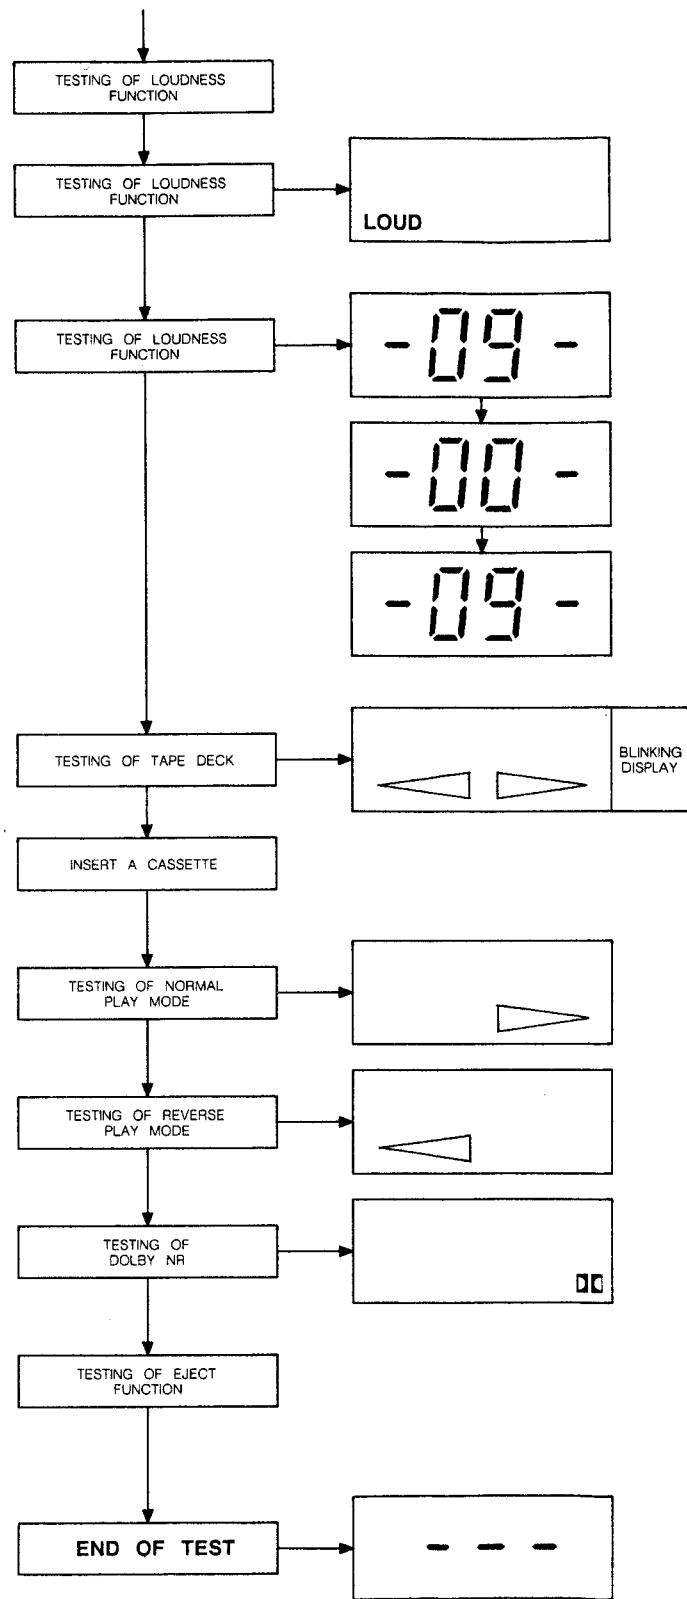 TESTING OF LOUDNESS
FUNCTION
TESTING OF LOUDNESS
FUNCTION
LOUD
TESTING OF LOUDNESS
FUNCTION
- 09 -
- 00 -
- 09 -
TESTING OF TAPE DECK
BLINKING
DISPLAY
INSERT A CASSETTE
TESTING OF NORMAL
PLAY MODE
TESTING OF REVERSE
PLAY MODE
TESTING OF
DOLBY NR
TESTING OF EJECT
FUNCTION
END OF TEST
- - -